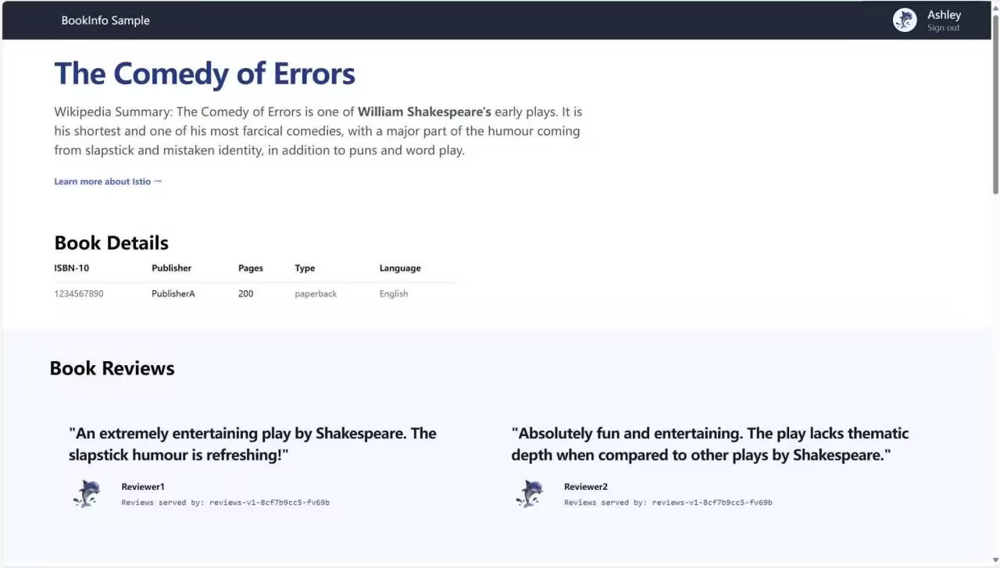 BookInfo Sample
Ashley
Sign out
The Comedy of Errors
Wikipedia Summary: The Comedy of Errors is one of William Shakespeare's early plays. It is
his shortest and one of his most farcical comedies, with a major part of the humour coming
from slapstick and mistaken identity, in addition to puns and word play.
Learn more about Istio →
Book Details
ISBN-10 Publisher Pages Type Language
1234567890 PublisherA 200 paperback English
Book Reviews
"An extremely entertaining play by Shakespeare. The
slapstick humour is refreshing!"
Reviewer1
Reviews served by: reviews-v1-8cf7b9cc5-fv69b
"Absolutely fun and entertaining. The play lacks thematic
depth when compared to other plays by Shakespeare."
Reviewer2
Reviews served by: reviews-v1-8cf7b9cc5-fv69b